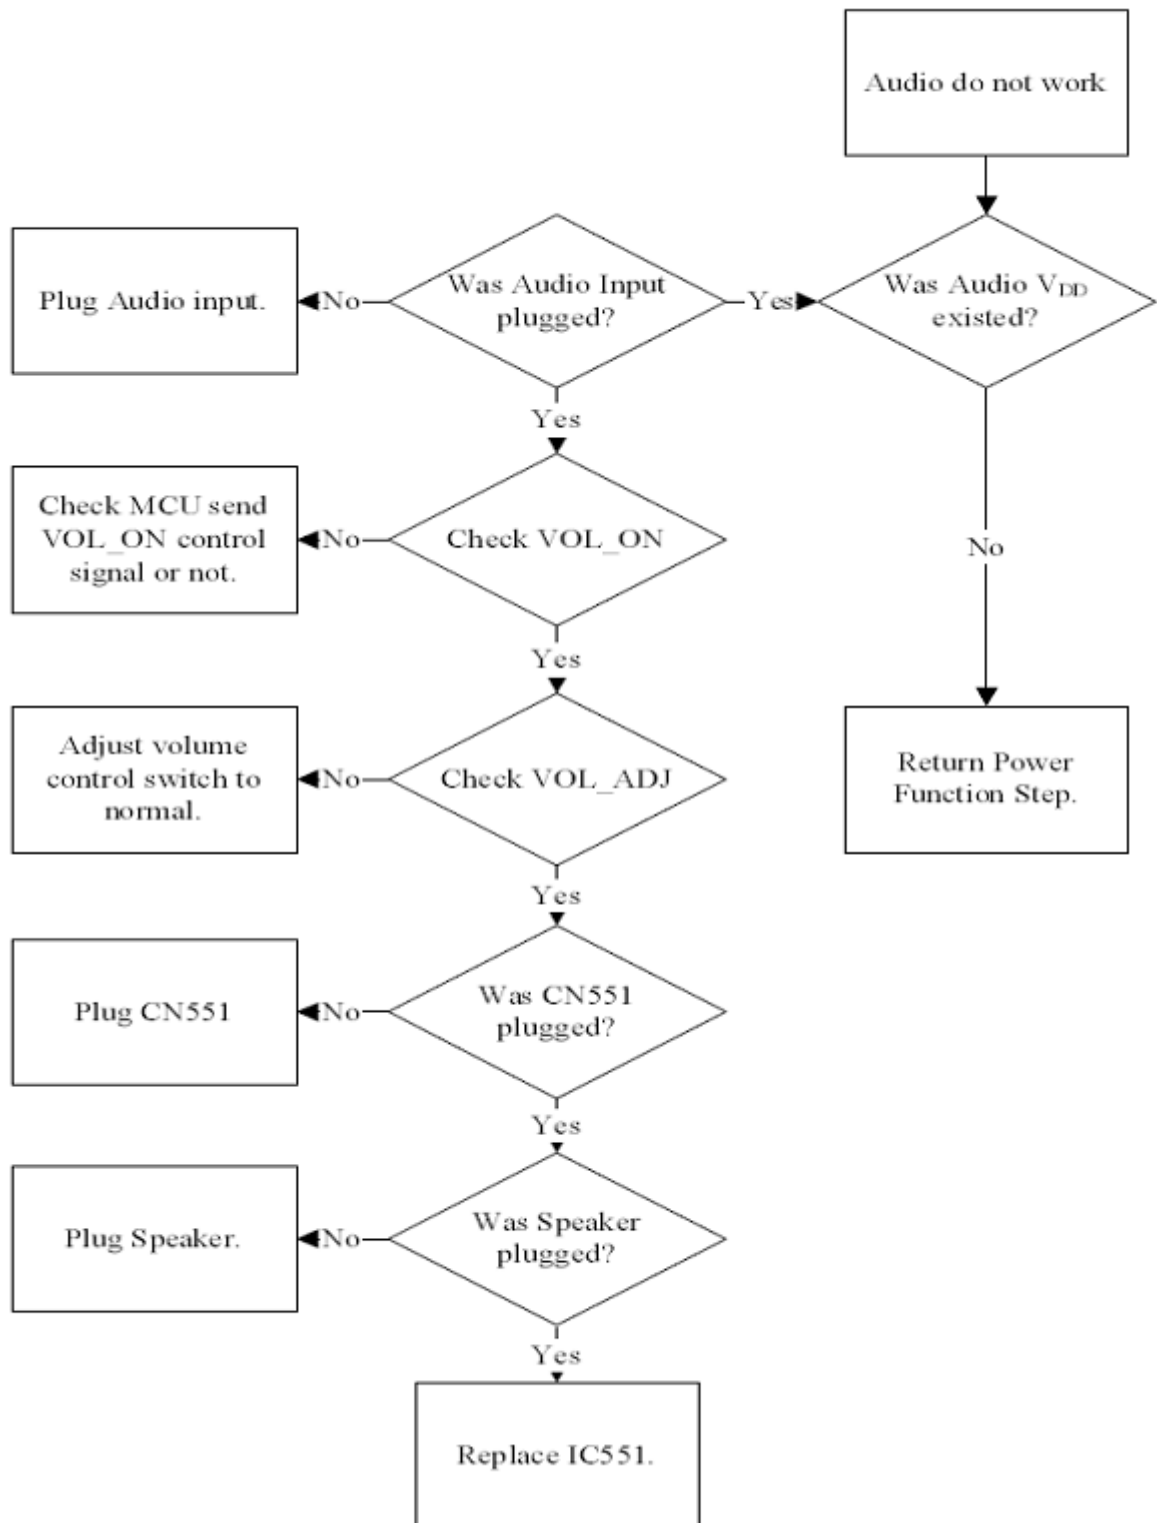 Audio do not work
Was Audio VDD
existed?
Yes
No
Return Power
Function Step.
Was Audio Input
plugged?
No
Plug Audio input.
Yes
Check VOL_ON
No
Check MCU send
VOL_ON control
signal or not.
Yes
Check VOL_ADJ
No
Adjust volume
control switch to
normal.
Yes
Was CN551
plugged?
No
Plug CN551
Yes
Was Speaker
plugged?
No
Plug Speaker.
Yes
Replace IC551.